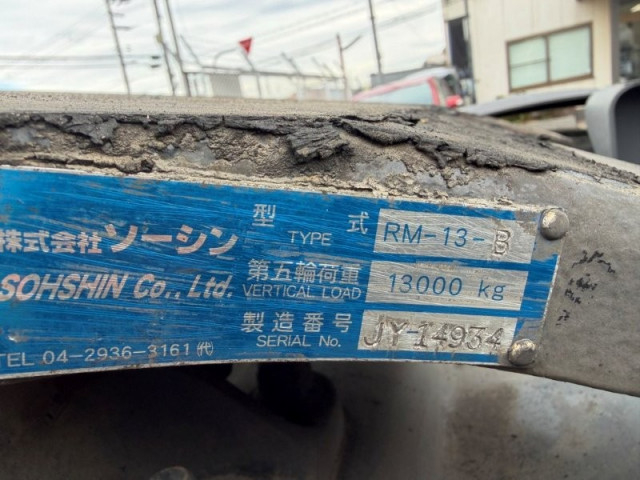 株式会社 ソーシン
SOHSHIN Co., Ltd.
TEL 04-2936-3161 ㈹
型 式
TYPE
RM-13-B
第五輪荷重
VERTICAL LOAD
13000 kg
製造番号
SERIAL No.
JY-14934